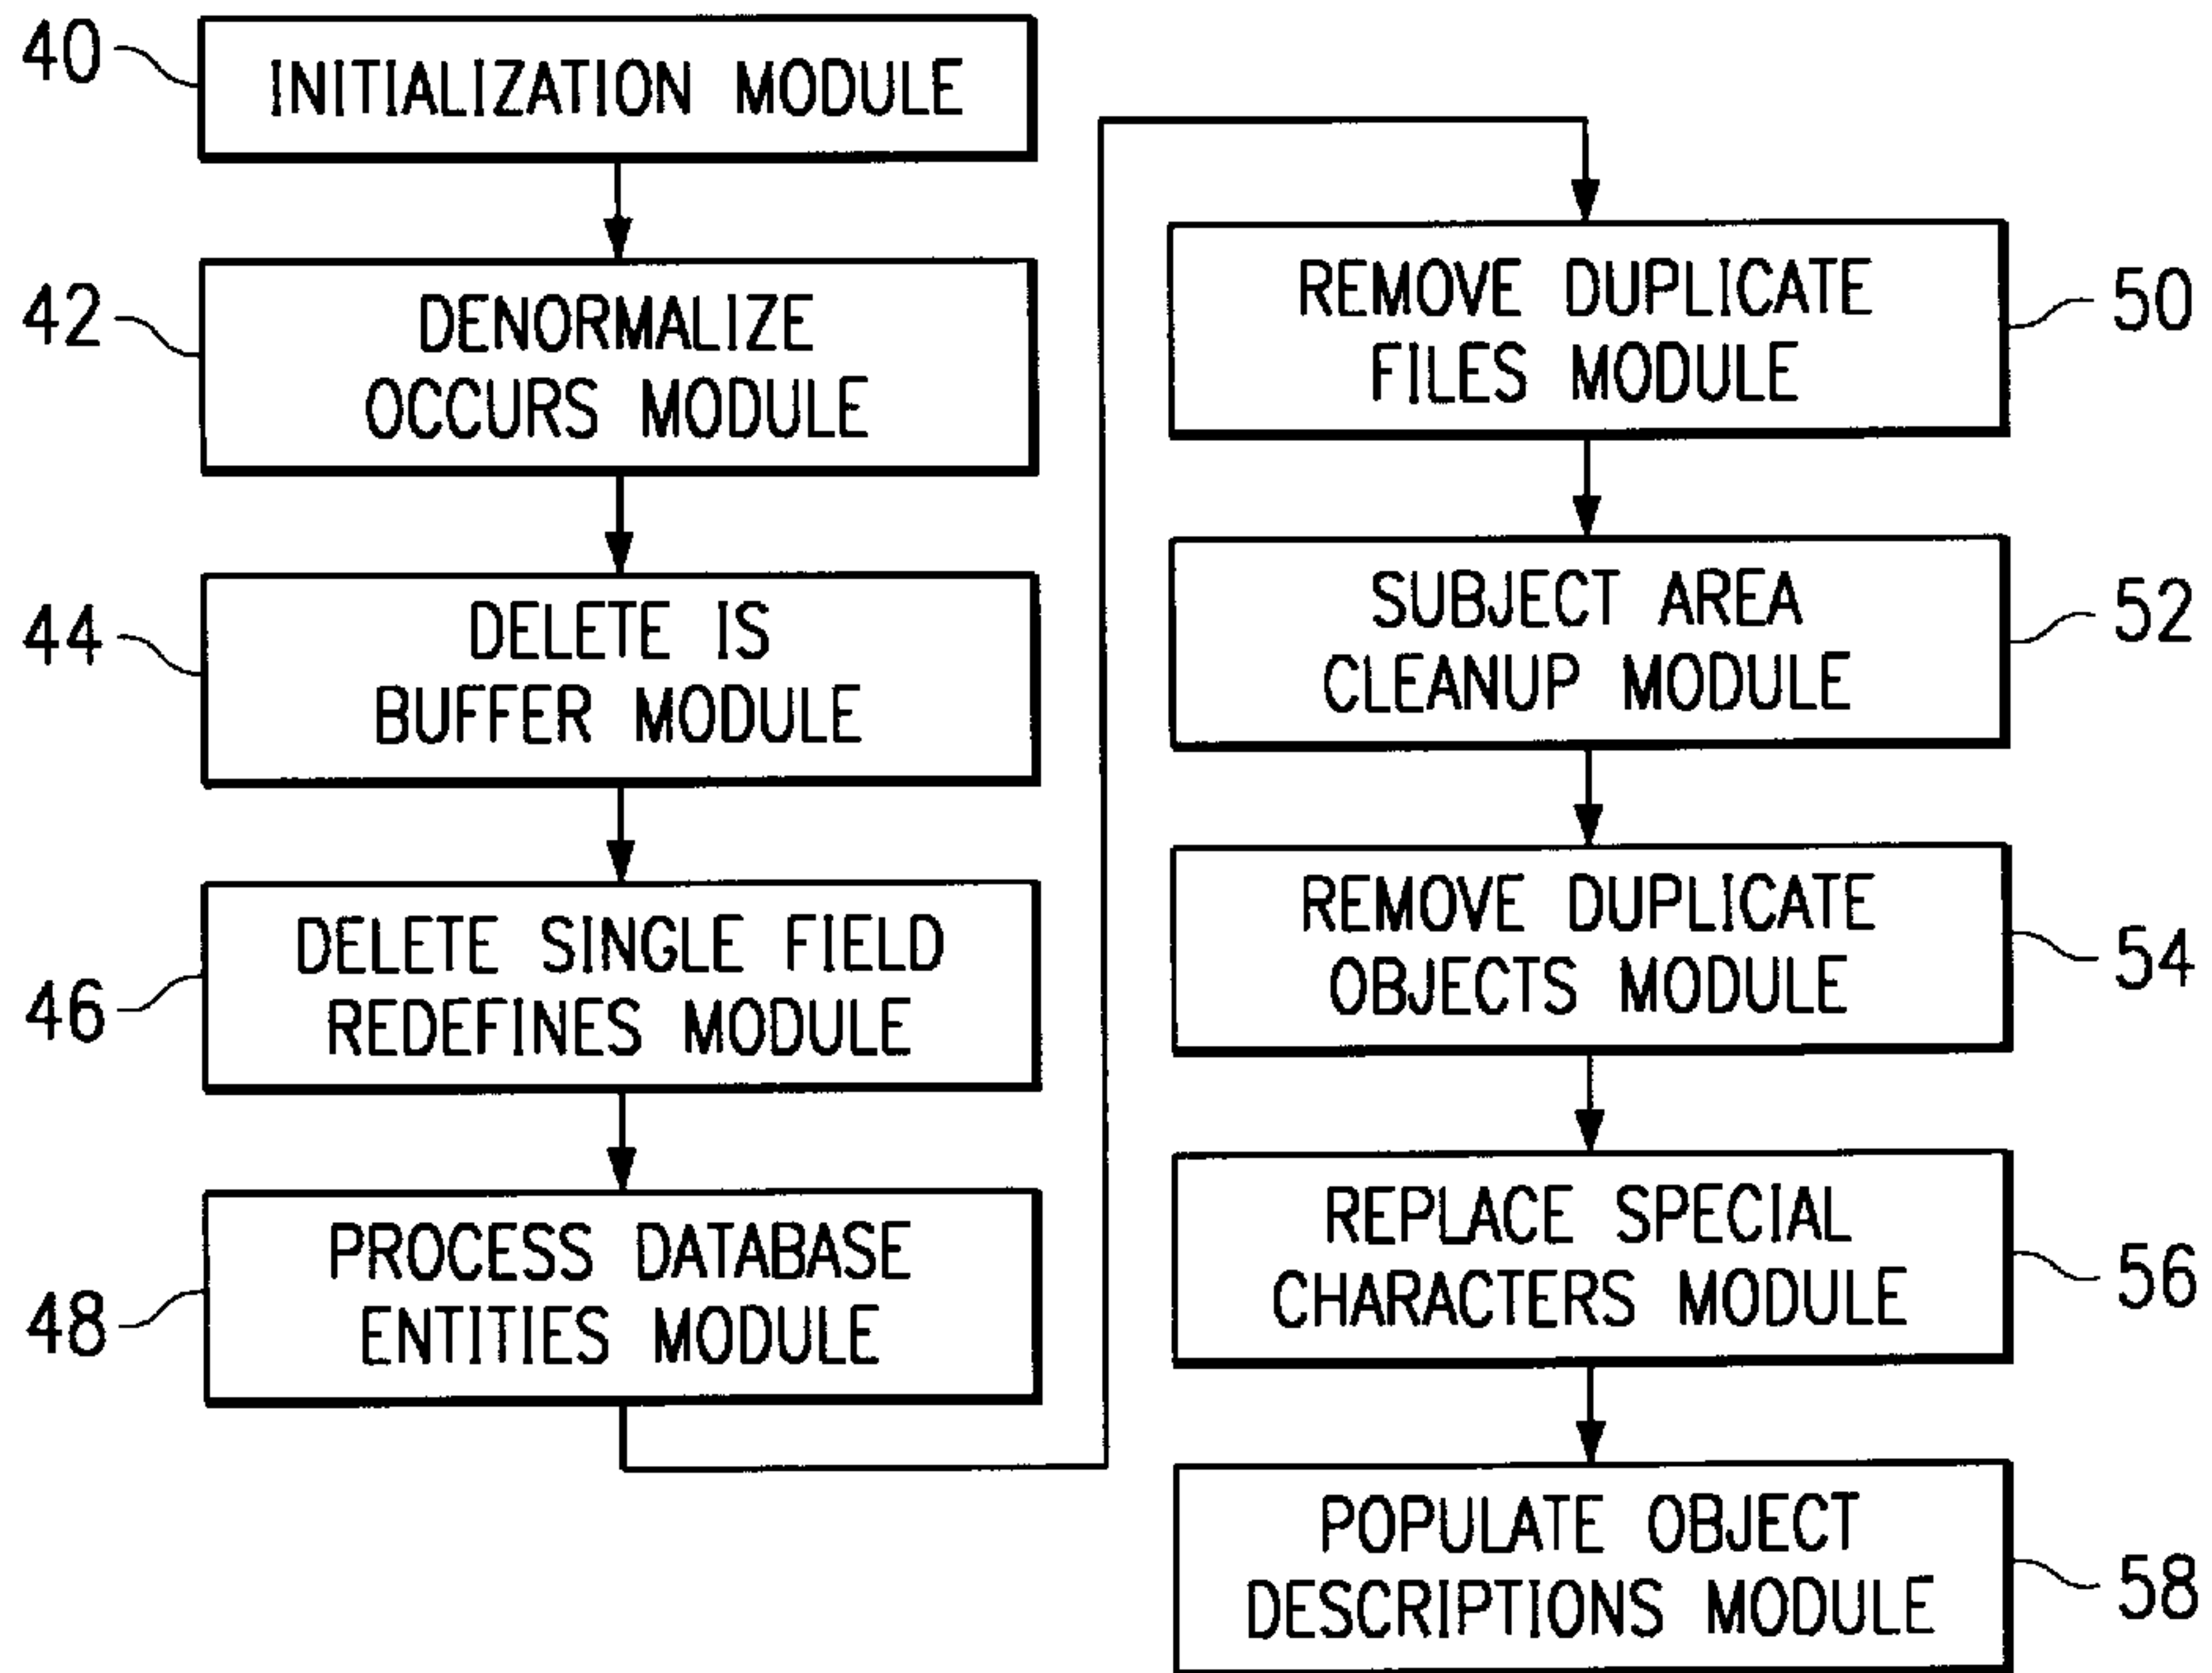 40
INITIALIZATION MODULE
42
DENORMALIZE
OCCURS MODULE
44
DELETE IS
BUFFER MODULE
46
DELETE SINGLE FIELD
REDEFINES MODULE
48
PROCESS DATABASE
ENTITIES MODULE
REMOVE DUPLICATE
FILES MODULE
50
SUBJECT AREA
CLEANUP MODULE
52
REMOVE DUPLICATE
OBJECTS MODULE
54
REPLACE SPECIAL
CHARACTERS MODULE
56
POPULATE OBJECT
DESCRIPTIONS MODULE
58